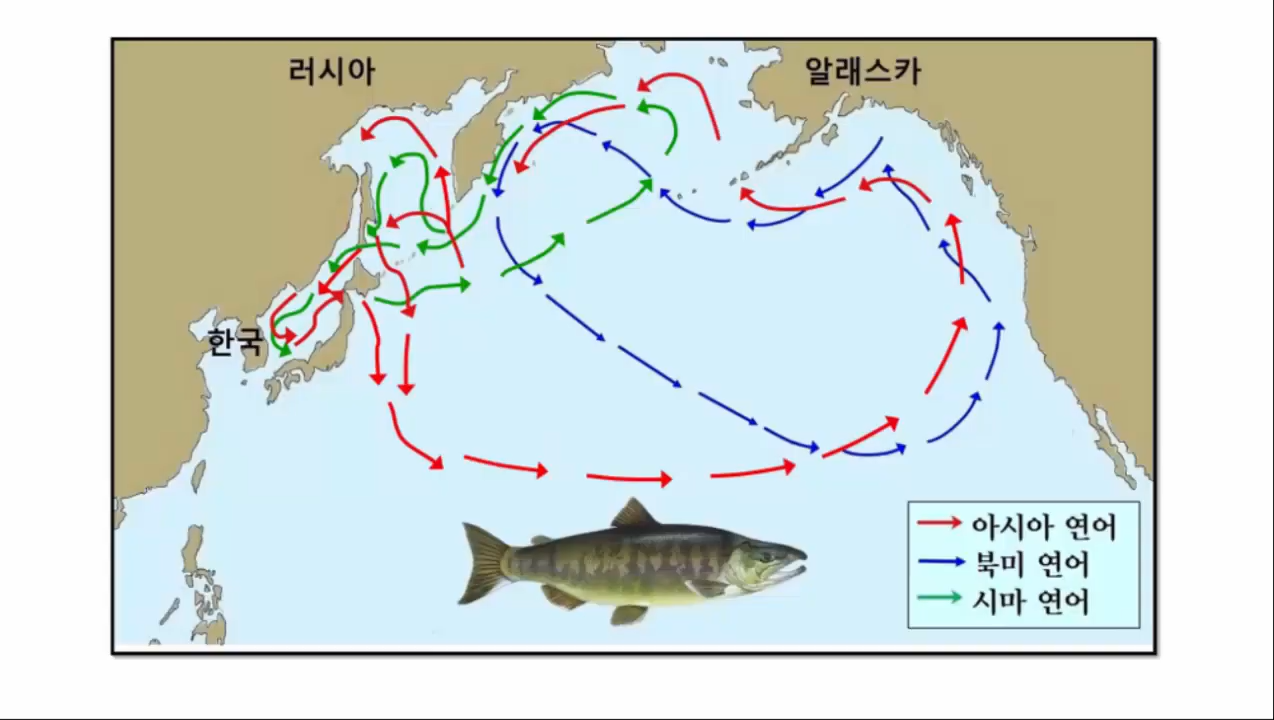 러시아
알래스카
한국
아시아 연어
북미 연어
시마 연어